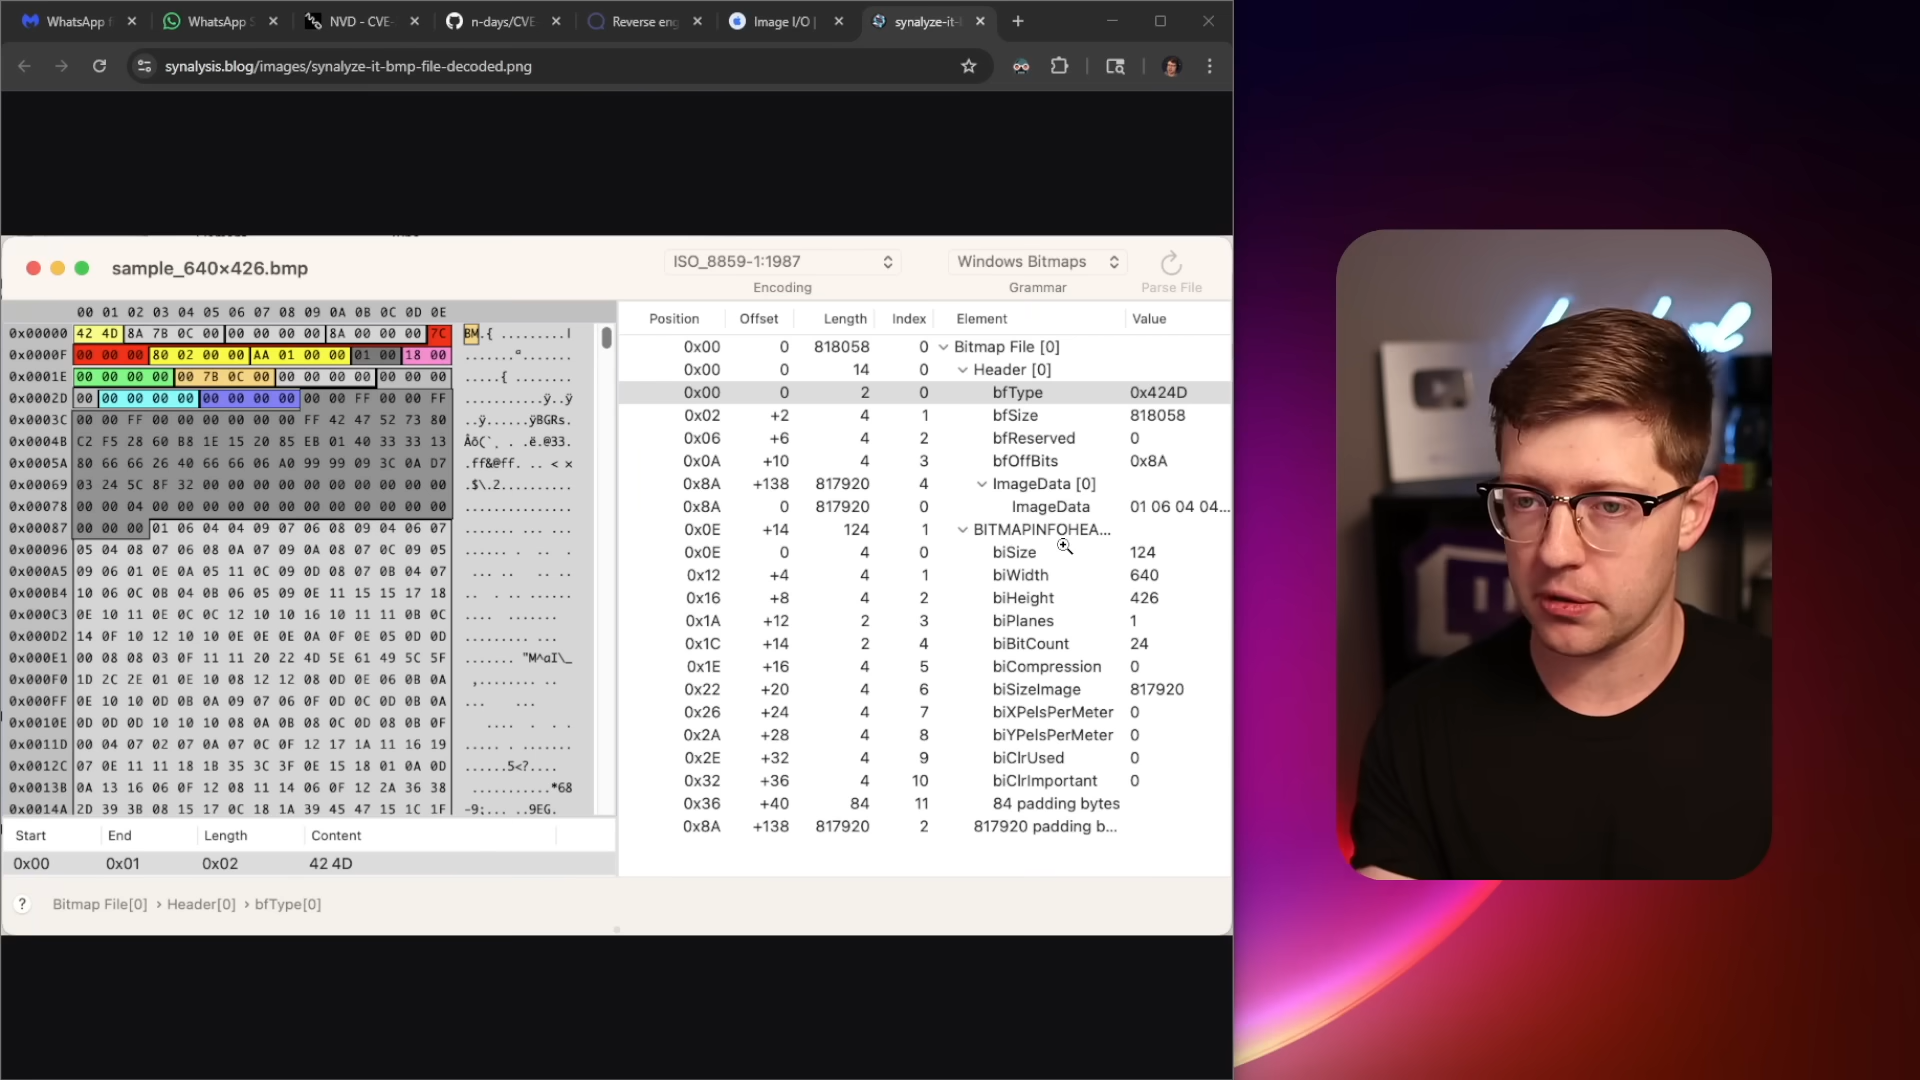 WhatsApp f
WhatsApp S
NVD - CVE-
n-days/CVE
Reverse eng
Image I/O |
synalyze-it-
synalysis.blog/images/synalyze-it-bmp-file-decoded.png
sample_640×426.bmp
ISO_8859-1:1987
Encoding
Windows Bitmaps
Grammar
Parse File
00 01 02 03 04 05 06 07 08 09 0A 0B 0C 0D 0E
0x00000 42 4D 8A 7B 0C 00 00 00 00 00 8A 00 00 00 7C BM.{ .........|
0x0000F 00 00 00 80 02 00 00 AA 01 00 00 01 00 18 00 .......ª.......
0x0001E 00 00 00 00 00 7B 0C 00 00 00 00 00 00 00 00 .....{ ........
0x0002D 00 00 00 00 00 00 00 00 00 00 00 FF 00 00 FF ..........ÿ..ÿ
0x0003C 00 00 FF 00 00 00 00 00 00 FF 42 47 52 73 80 ..ÿ......ÿBGRs.
0x0004B C2 F5 28 60 B8 1E 15 20 85 EB 01 40 33 33 13 Âõ(`. . .ë.@33.
0x0005A 80 66 66 26 40 66 66 06 A0 99 99 09 3C 0A D7 .ff&@ff. .. < ×
0x00069 03 24 5C 8F 32 00 00 00 00 00 00 00 00 00 00 .$\.2..........
0x00078 00 00 04 00 00 00 00 00 00 00 00 00 00 00 00
0x00087 00 00 00 01 06 04 04 09 07 06 08 09 04 06 07
0x00096 05 04 08 07 06 08 0A 07 09 0A 08 07 0C 09 05
0x000A5 09 06 01 0E 0A 05 11 0C 09 0D 08 07 0B 04 07
0x000B4 10 06 0C 0B 04 0B 06 05 09 0E 11 15 15 17 18
0x000C3 0E 10 11 0E 0C 0C 12 10 10 16 10 11 11 0B 0C
0x000D2 14 0F 10 12 10 10 0E 0E 0E 0A 0F 0E 05 0D 0D
0x000E1 00 08 08 03 0F 11 11 20 22 4D 5E 61 49 5C 5F ....... "M^aI\_
0x000F0 1D 2C 2E 01 0E 10 08 12 12 08 0D 0E 06 0B 0A
0x000FF 0E 10 10 0D 0B 0A 09 07 06 0F 0D 0C 0D 0B 0A
0x0010E 0D 0D 0D 10 10 10 08 0A 0B 08 0C 0D 08 0B 0F
0x0011D 00 04 07 02 07 0A 07 0C 0F 12 17 1A 11 16 19
0x0012C 07 0E 11 11 18 1B 35 3C 3F 0E 15 18 01 0A 0D ......5<?....
0x0013B 0A 13 16 06 0F 12 08 11 14 06 0F 12 2A 36 38 ...........*68
0x0014A 2D 39 3B 08 15 17 0C 18 1A 39 45 47 15 1C 1F -9;..... ..9EG.
Position Offset Length Index Element Value
0x00 0 818058 0 Bitmap File [0]
0x00 0 14 0 Header [0]
0x00 0 2 0 bfType 0x424D
0x02 +2 4 1 bfSize 818058
0x06 +6 4 2 bfReserved 0
0x0A +10 4 3 bfOffBits 0x8A
0x8A +138 817920 4 ImageData [0]
0x8A 0 817920 0 ImageData 01 06 04 04...
0x0E +14 124 1 BITMAPINFOHEA...
0x0E 0 4 0 biSize 124
0x12 +4 4 1 biWidth 640
0x16 +8 4 2 biHeight 426
0x1A +12 2 3 biPlanes 1
0x1C +14 2 4 biBitCount 24
0x1E +16 4 5 biCompression 0
0x22 +20 4 6 biSizeImage 817920
0x26 +24 4 7 biXPelsPerMeter 0
0x2A +28 4 8 biYPelsPerMeter 0
0x2E +32 4 9 biClrUsed 0
0x32 +36 4 10 biClrImportant 0
0x36 +40 84 11 84 padding bytes
0x8A +138 817920 2 817920 padding b...
Start End Length Content
0x00 0x01 0x02 42 4D
? Bitmap File[0] › Header[0] › bfType[0]